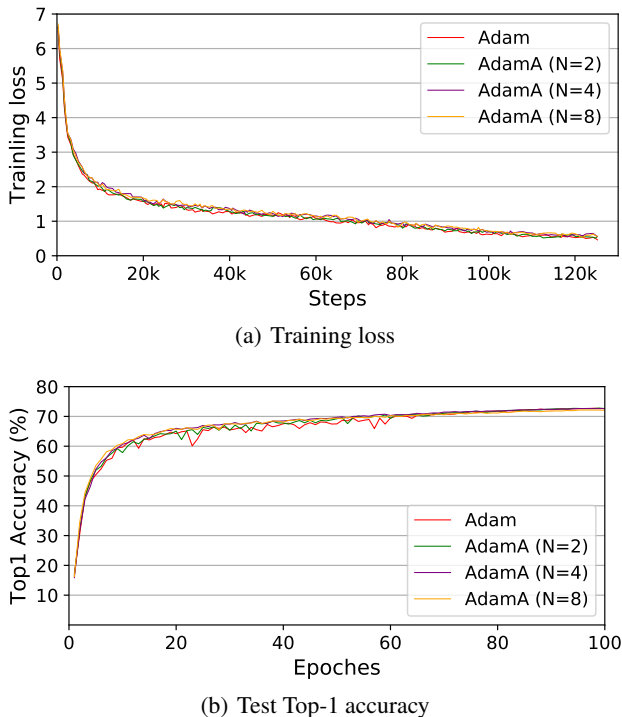 7
6
5
4
3
2
1
0
Trainling loss
Adam
AdamA (N=2)
AdamA (N=4)
AdamA (N=8)
0 20k 40k 60k 80k 100k 120k
Steps
(a) Training loss
80
70
60
50
40
30
20
10
Top1 Accuracy (%)
Adam
AdamA (N=2)
AdamA (N=4)
AdamA (N=8)
0 20 40 60 80 100
Epoches
(b) Test Top-1 accuracy